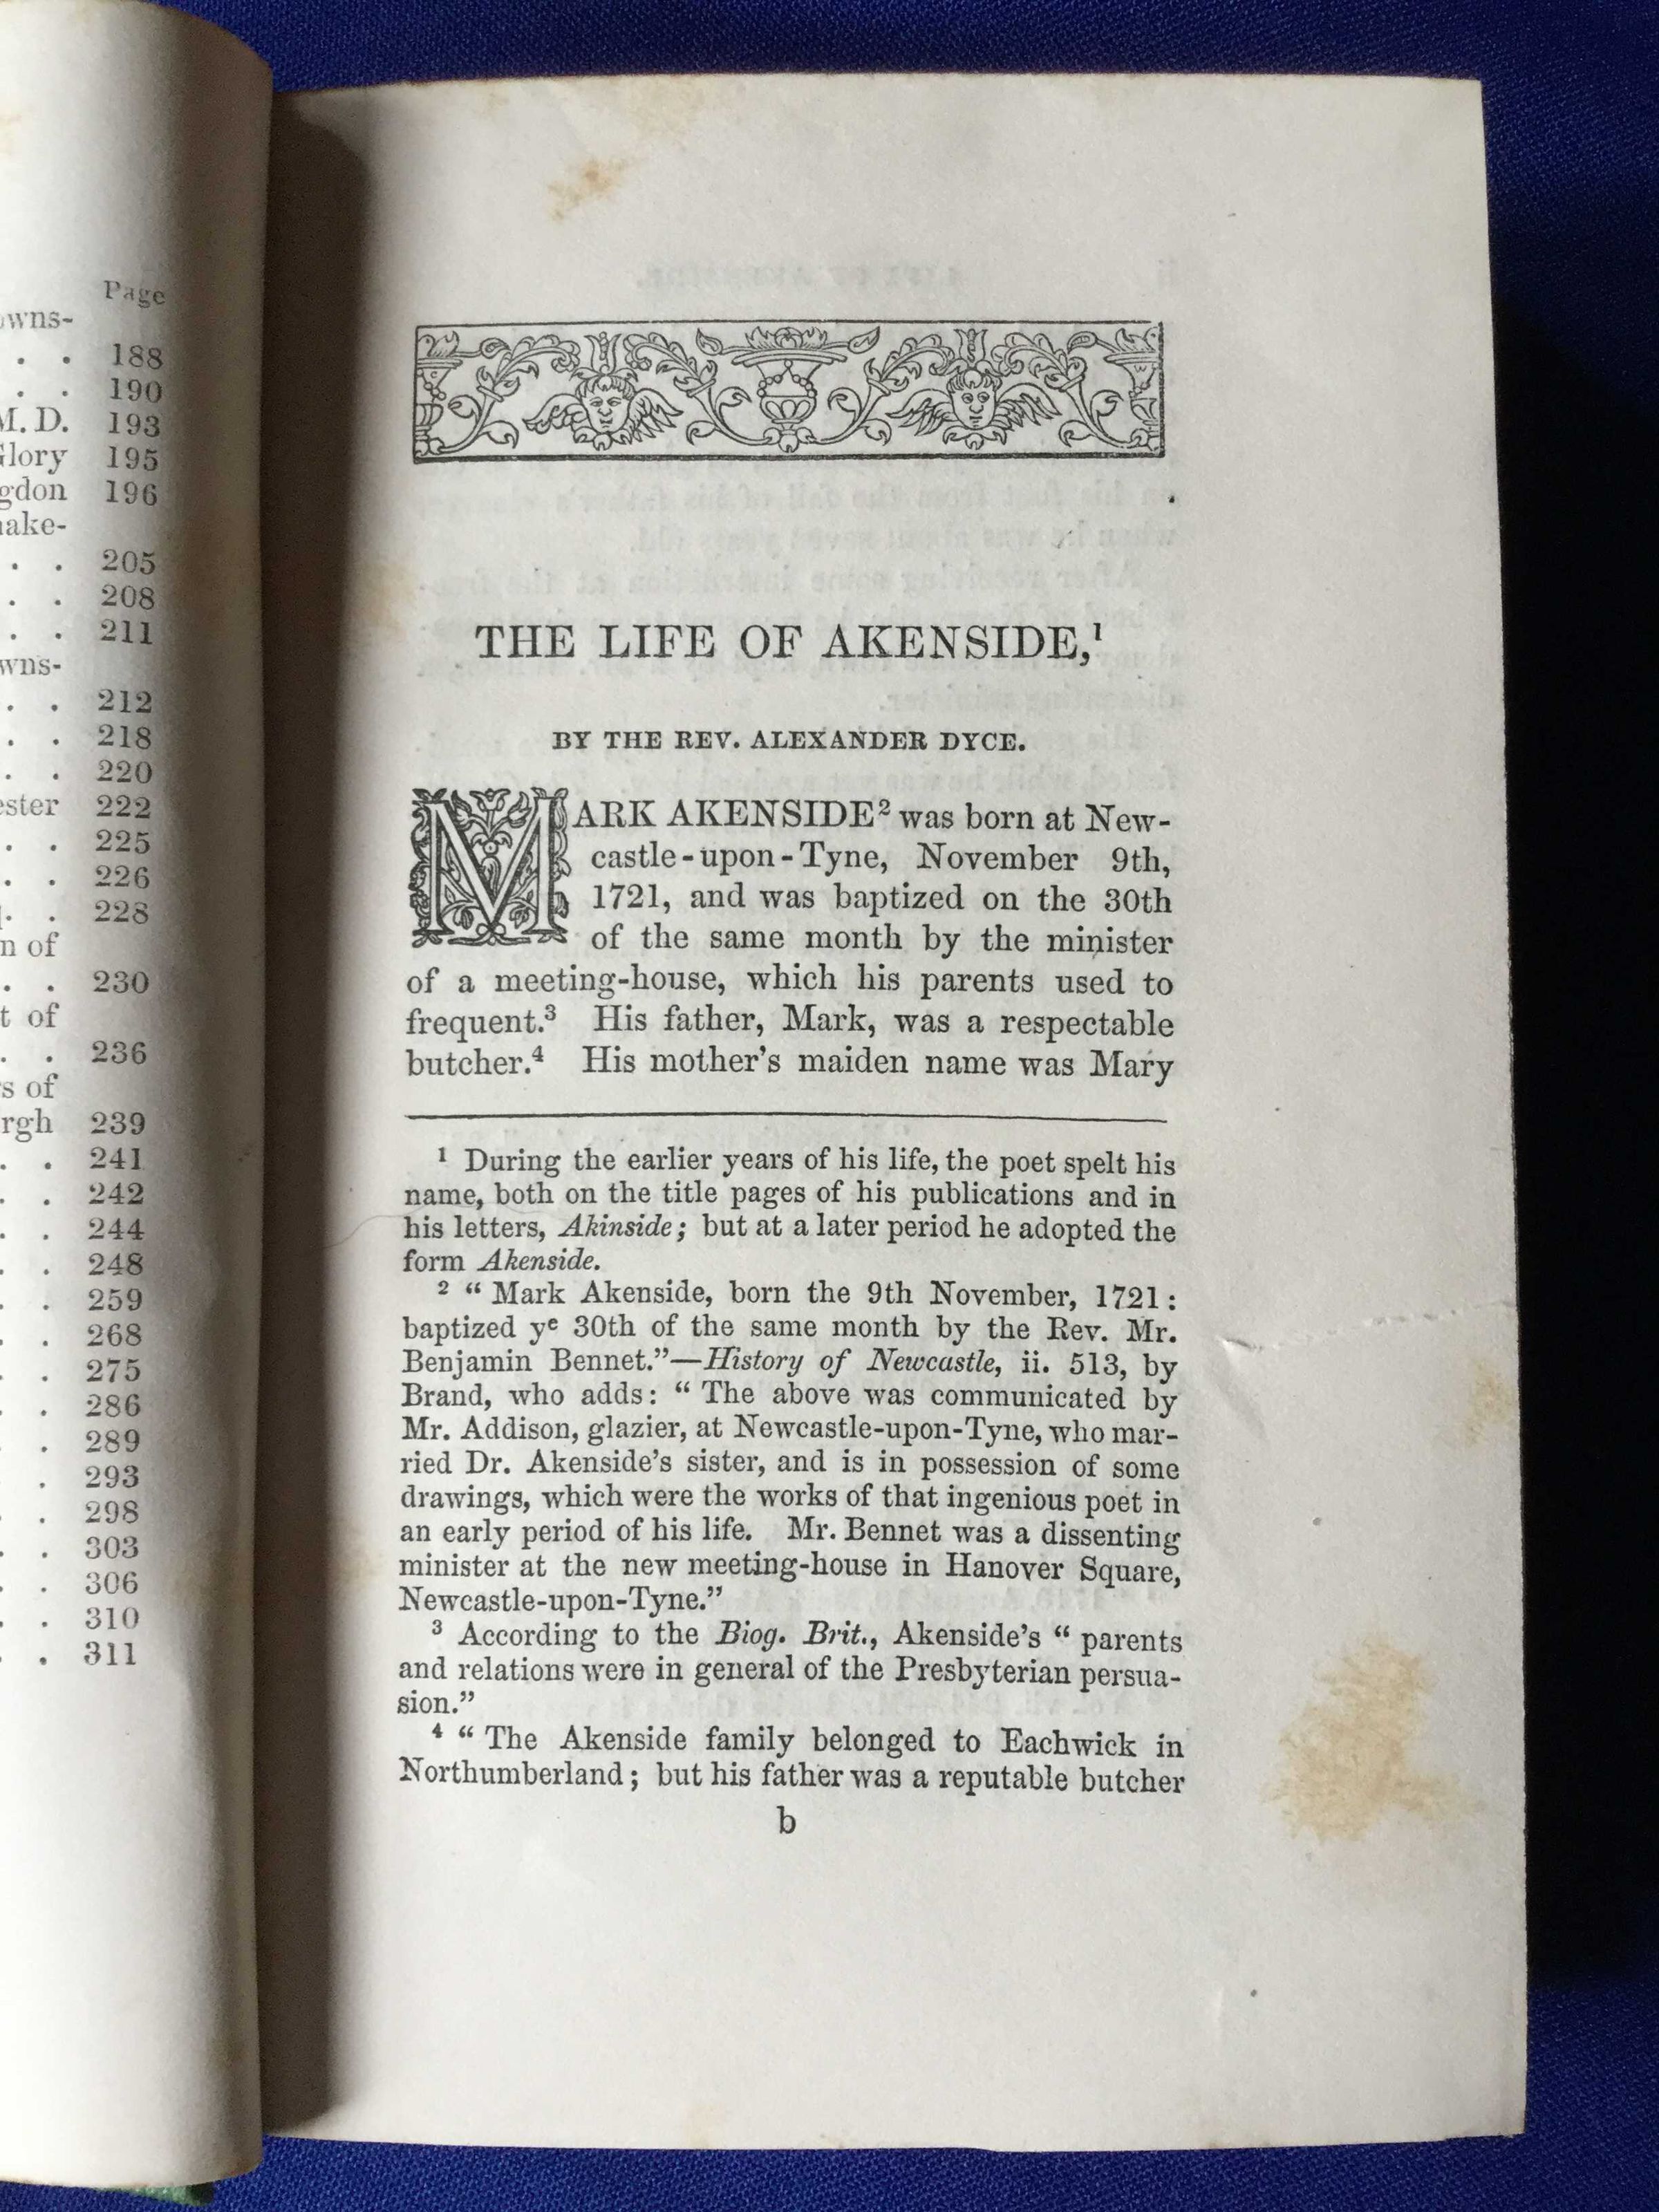 Page
188
190
M. D. 193
195
196
205
208
211
212
218
220
222
225
226
228
n of
230
t of
236
s of
239
241
242
244
248
259
268
275
286
289
293
298
303
306
310
311
THE LIFE OF AKENSIDE,¹
BY THE REV. ALEXANDER DYCE.
MARK AKENSIDE² was born at New-
castle-upon-Tyne, November 9th,
1721, and was baptized on the 30th
of the same month by the minister
of a meeting-house, which his parents used to
frequent.³ His father, Mark, was a respectable
butcher.⁴ His mother's maiden name was Mary
¹ During the earlier years of his life, the poet spelt his
name, both on the title pages of his publications and in
his letters, Akinside; but at a later period he adopted the
form Akenside.
² “ Mark Akenside, born the 9th November, 1721:
baptized yᵉ 30th of the same month by the Rev. Mr.
Benjamin Bennet.”—History of Newcastle, ii. 513, by
Brand, who adds: “ The above was communicated by
Mr. Addison, glazier, at Newcastle-upon-Tyne, who mar-
ried Dr. Akenside's sister, and is in possession of some
drawings, which were the works of that ingenious poet in
an early period of his life. Mr. Bennet was a dissenting
minister at the new meeting-house in Hanover Square,
Newcastle-upon-Tyne.”
³ According to the Biog. Brit., Akenside's “ parents
and relations were in general of the Presbyterian persua-
sion.”
⁴ “ The Akenside family belonged to Eachwick in
Northumberland; but his father was a reputable butcher
b